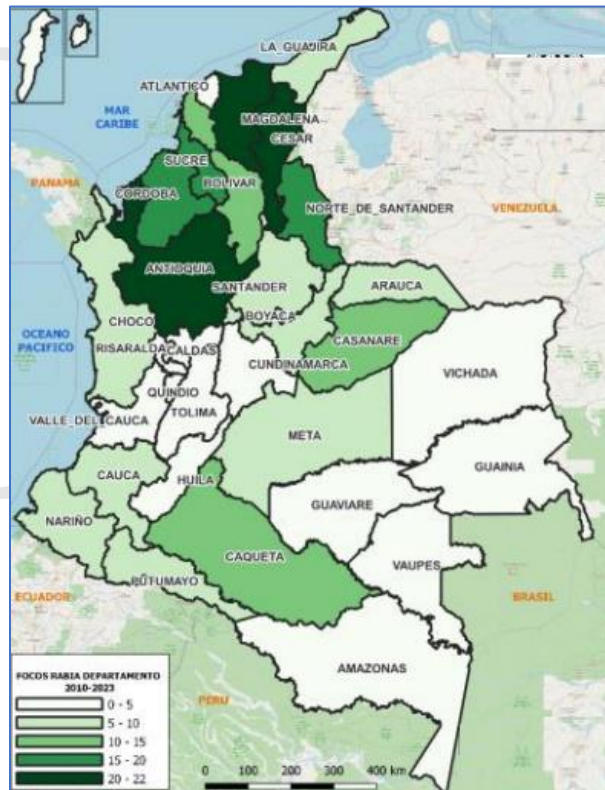 LA_GUAJIRA
ATLANTICO
MAR
CARIBE
MAGDALENA
CESAR
SUCRE
PANAMA
CORDOBA
BOLIVAR
NORTE_DE_SANTANDER
VENEZUELA
ANTIOQUIA
SANTANDER
ARAUCA
BOYACA
CHOCO
OCEANO
PACIFICO
RISARALDA
CALDAS
CASANARE
CUNDINAMARCA
VICHADA
QUINDIO
VALLE_DEL_CAUCA
TOLIMA
META
GUAINIA
CAUCA
HUILA
GUAVIARE
NARIÑO
CAQUETA
VAUPES
PUTUMAYO
ECUADOR
BRASIL
AMAZONAS
PERU
FOCOS RABIA DEPARTAMENTO
2010-2023
0 - 5
5 - 10
10 - 15
15 - 20
20 - 22
0 100 200 300 400 km